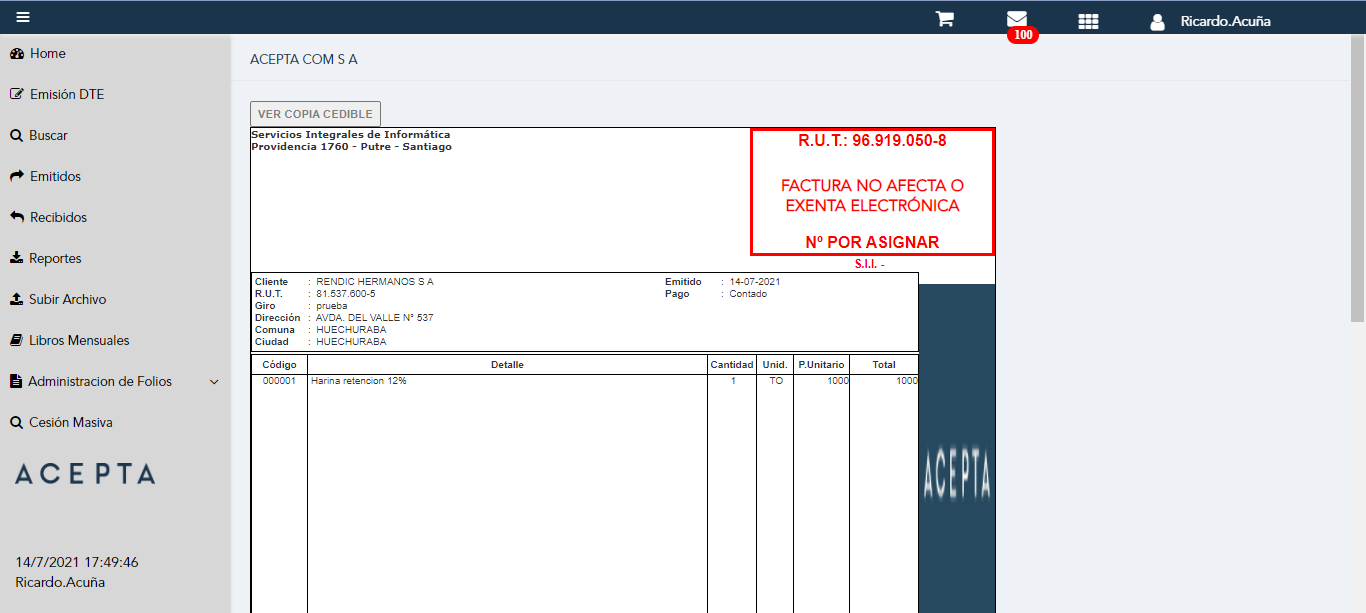 Ricardo.Acuña
100
Home
Emisión DTE
Buscar
Emitidos
Recibidos
Reportes
Subir Archivo
Libros Mensuales
Administracion de Folios
Cesión Masiva
ACEPTA
14/7/2021 17:49:46
Ricardo.Acuña
ACEPTA COM S A
VER COPIA CEDIBLE
Servicios Integrales de Informática
Providencia 1760 - Putre - Santiago
R.U.T.: 96.919.050-8
FACTURA NO AFECTA O
EXENTA ELECTRÓNICA
Nº POR ASIGNAR
S.I.I. -
Cliente : RENDIC HERMANOS S A Emitido : 14-07-2021
R.U.T. : 81.537.600-5 Pago : Contado
Giro : prueba
Dirección : AVDA. DEL VALLE N° 537
Comuna : HUECHURABA
Ciudad : HUECHURABA
Código Detalle Cantidad Unid. P.Unitario Total
000001 Harina retencion 12% 1 TO 1000 1000
ACEPTA